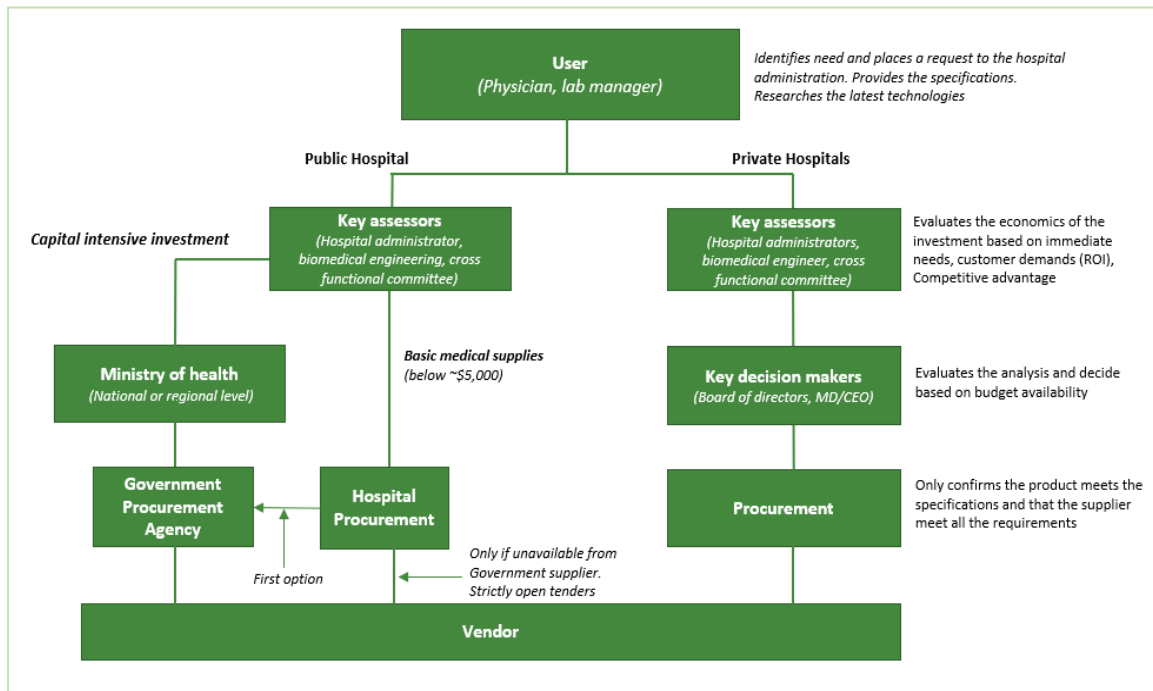 User
(Physician, lab manager)
Identifies need and places a request to the hospital
administration. Provides the specifications.
Researches the latest technologies
Public Hospital
Private Hospitals
Capital intensive investment
Key assessors
(Hospital administrator,
biomedical engineering, cross
functional committee)
Key assessors
(Hospital administrators,
biomedical engineer, cross
functional committee)
Evaluates the economics of the
investment based on immediate
needs, customer demands (ROI),
Competitive advantage
Ministry of health
(National or regional level)
Basic medical supplies
(below ~$5,000)
Key decision makers
(Board of directors, MD/CEO)
Evaluates the analysis and decide
based on budget availability
Government
Procurement
Agency
Hospital
Procurement
Procurement
Only confirms the product meets the
specifications and that the supplier
meet all the requirements
First option
Only if unavailable from
Government supplier.
Strictly open tenders
Vendor